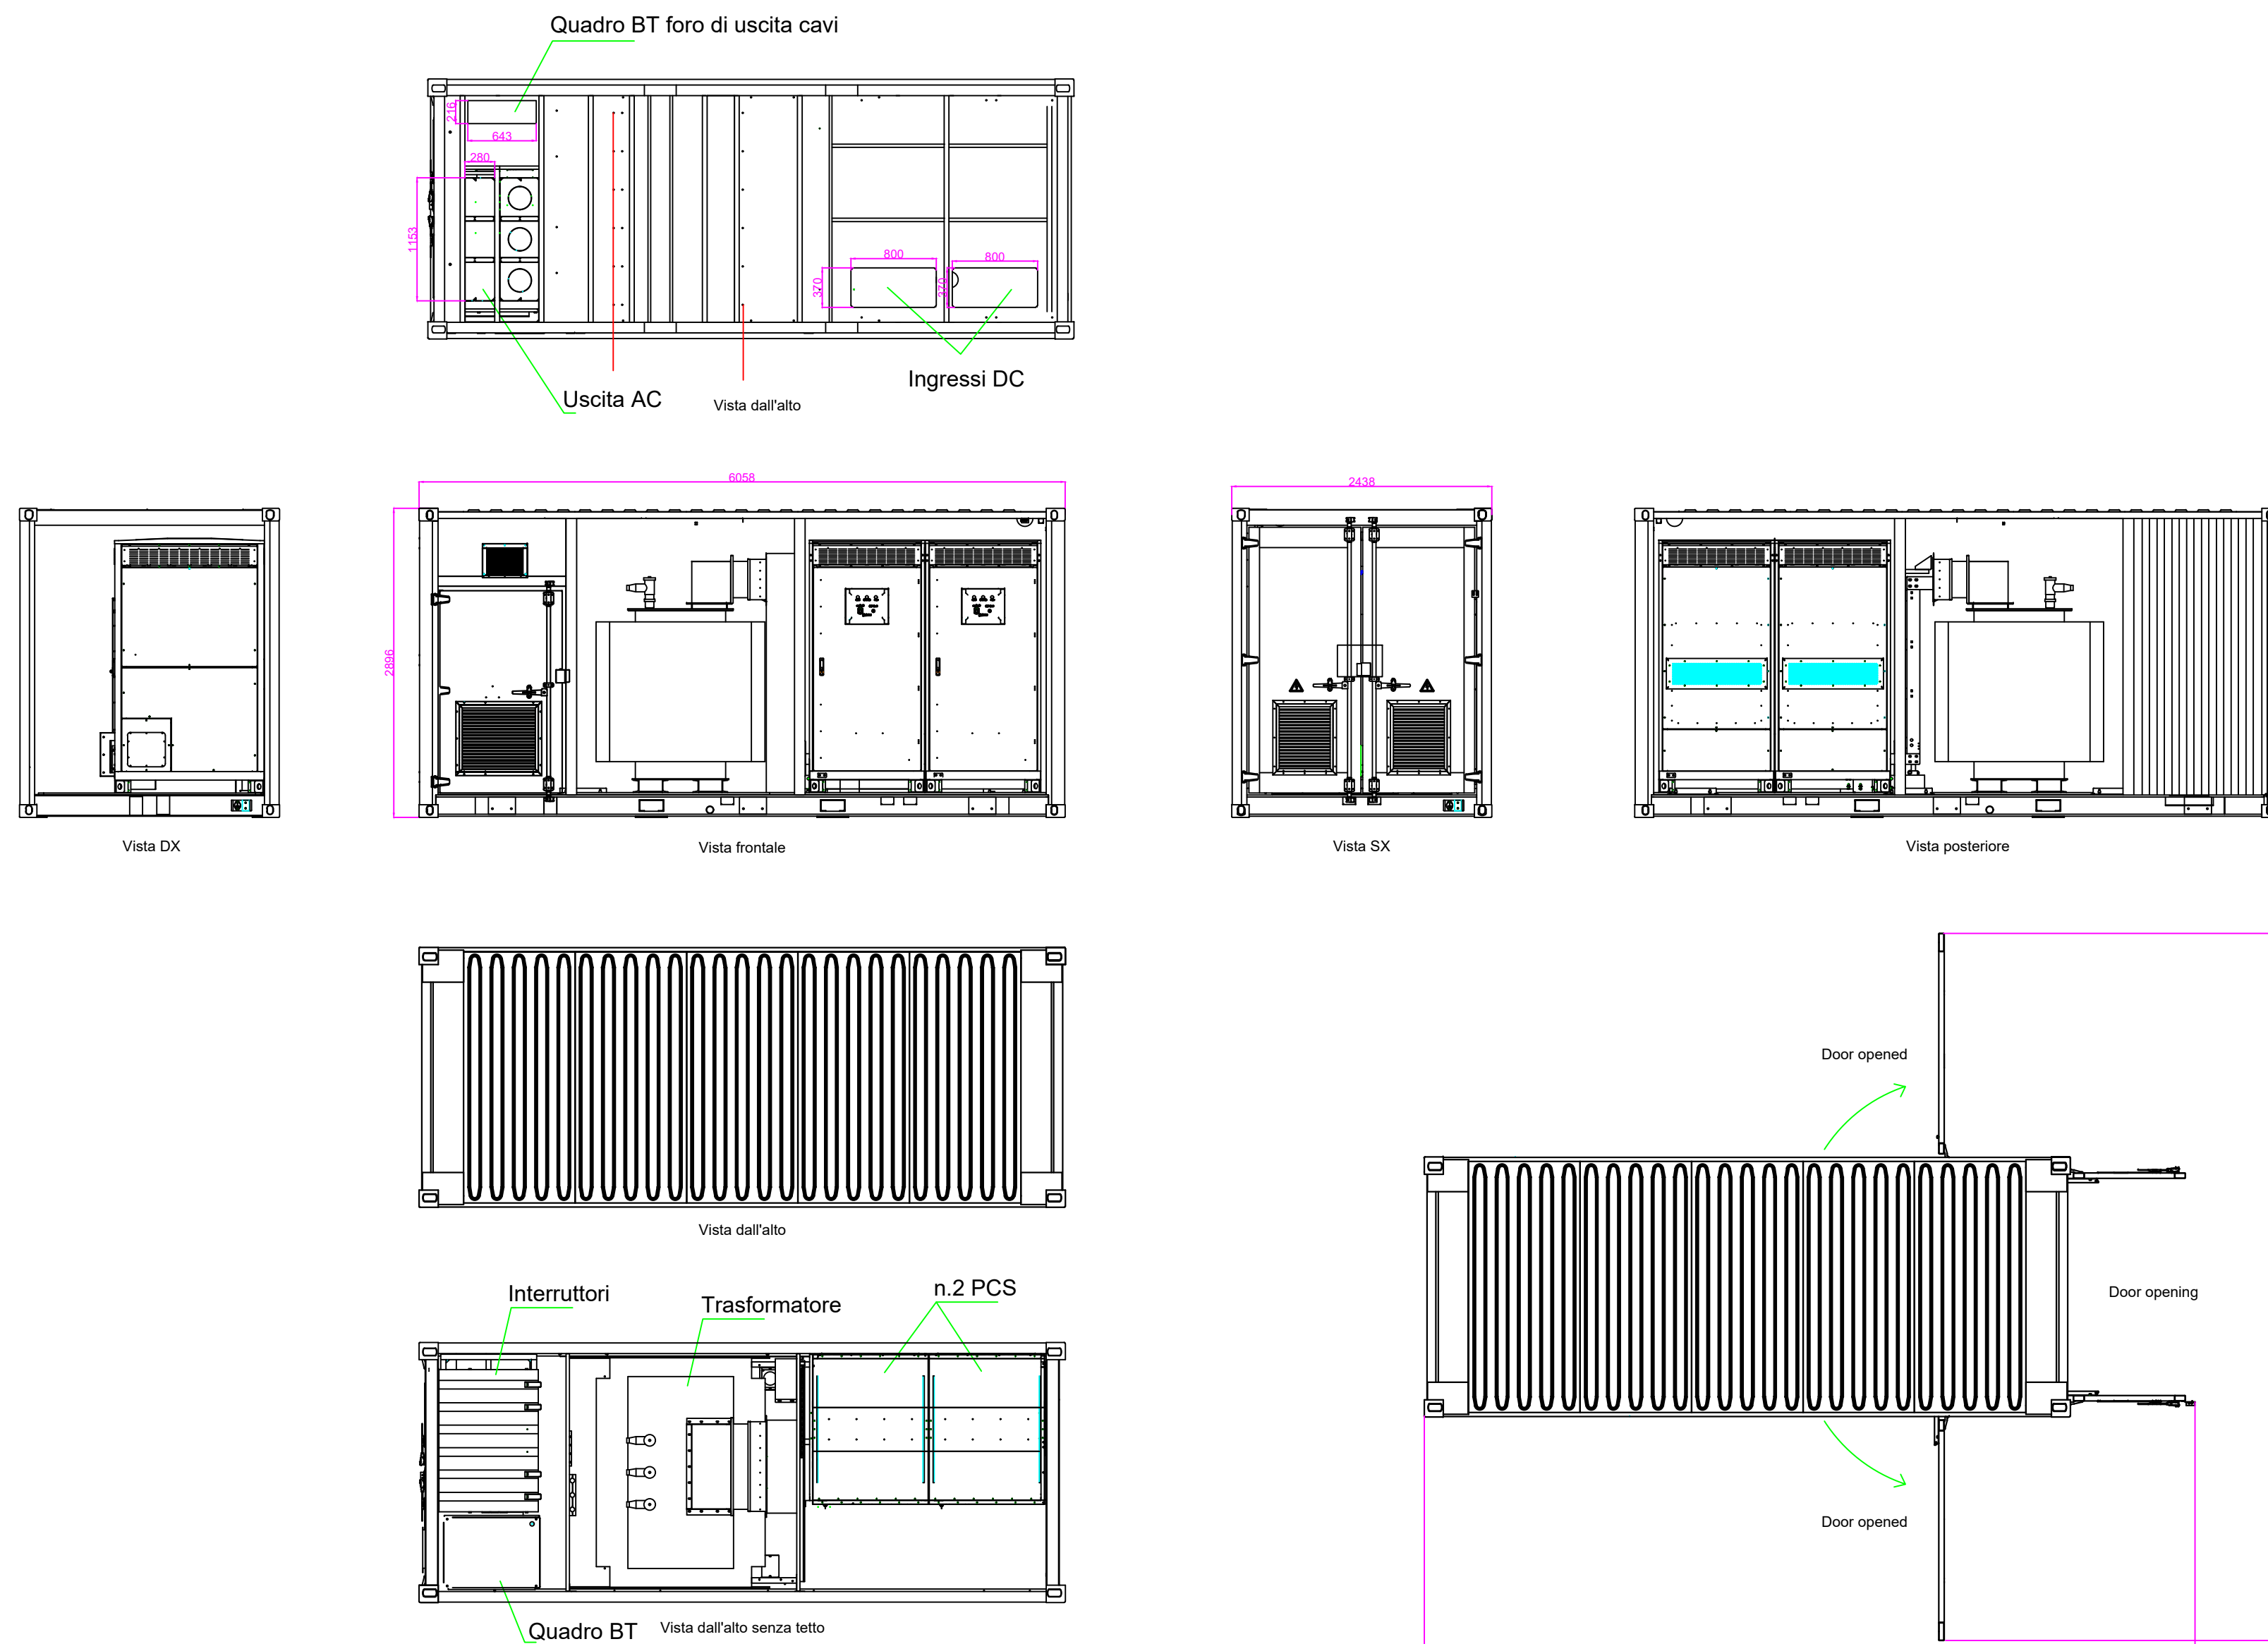 Quadro BT foro di uscita cavi
216
643
280
1153
800
800
370
370
Ingressi DC
Uscita AC
Vista dall'alto
6058
2438
2896
Vista DX
Vista frontale
Vista SX
Vista posteriore
Door opened
Vista dall'alto
Interruttori
Trasformatore
n.2 PCS
Door opening
Door opened
Quadro BT
Vista dall'alto senza tetto